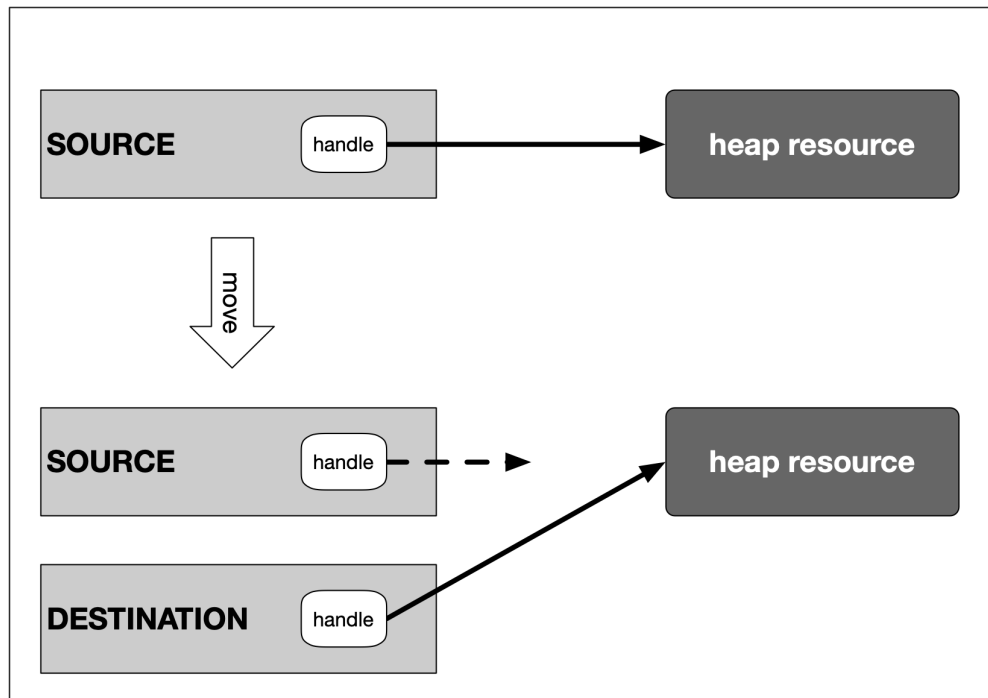 SOURCE
handle
heap resource
move
SOURCE
handle
heap resource
DESTINATION
handle